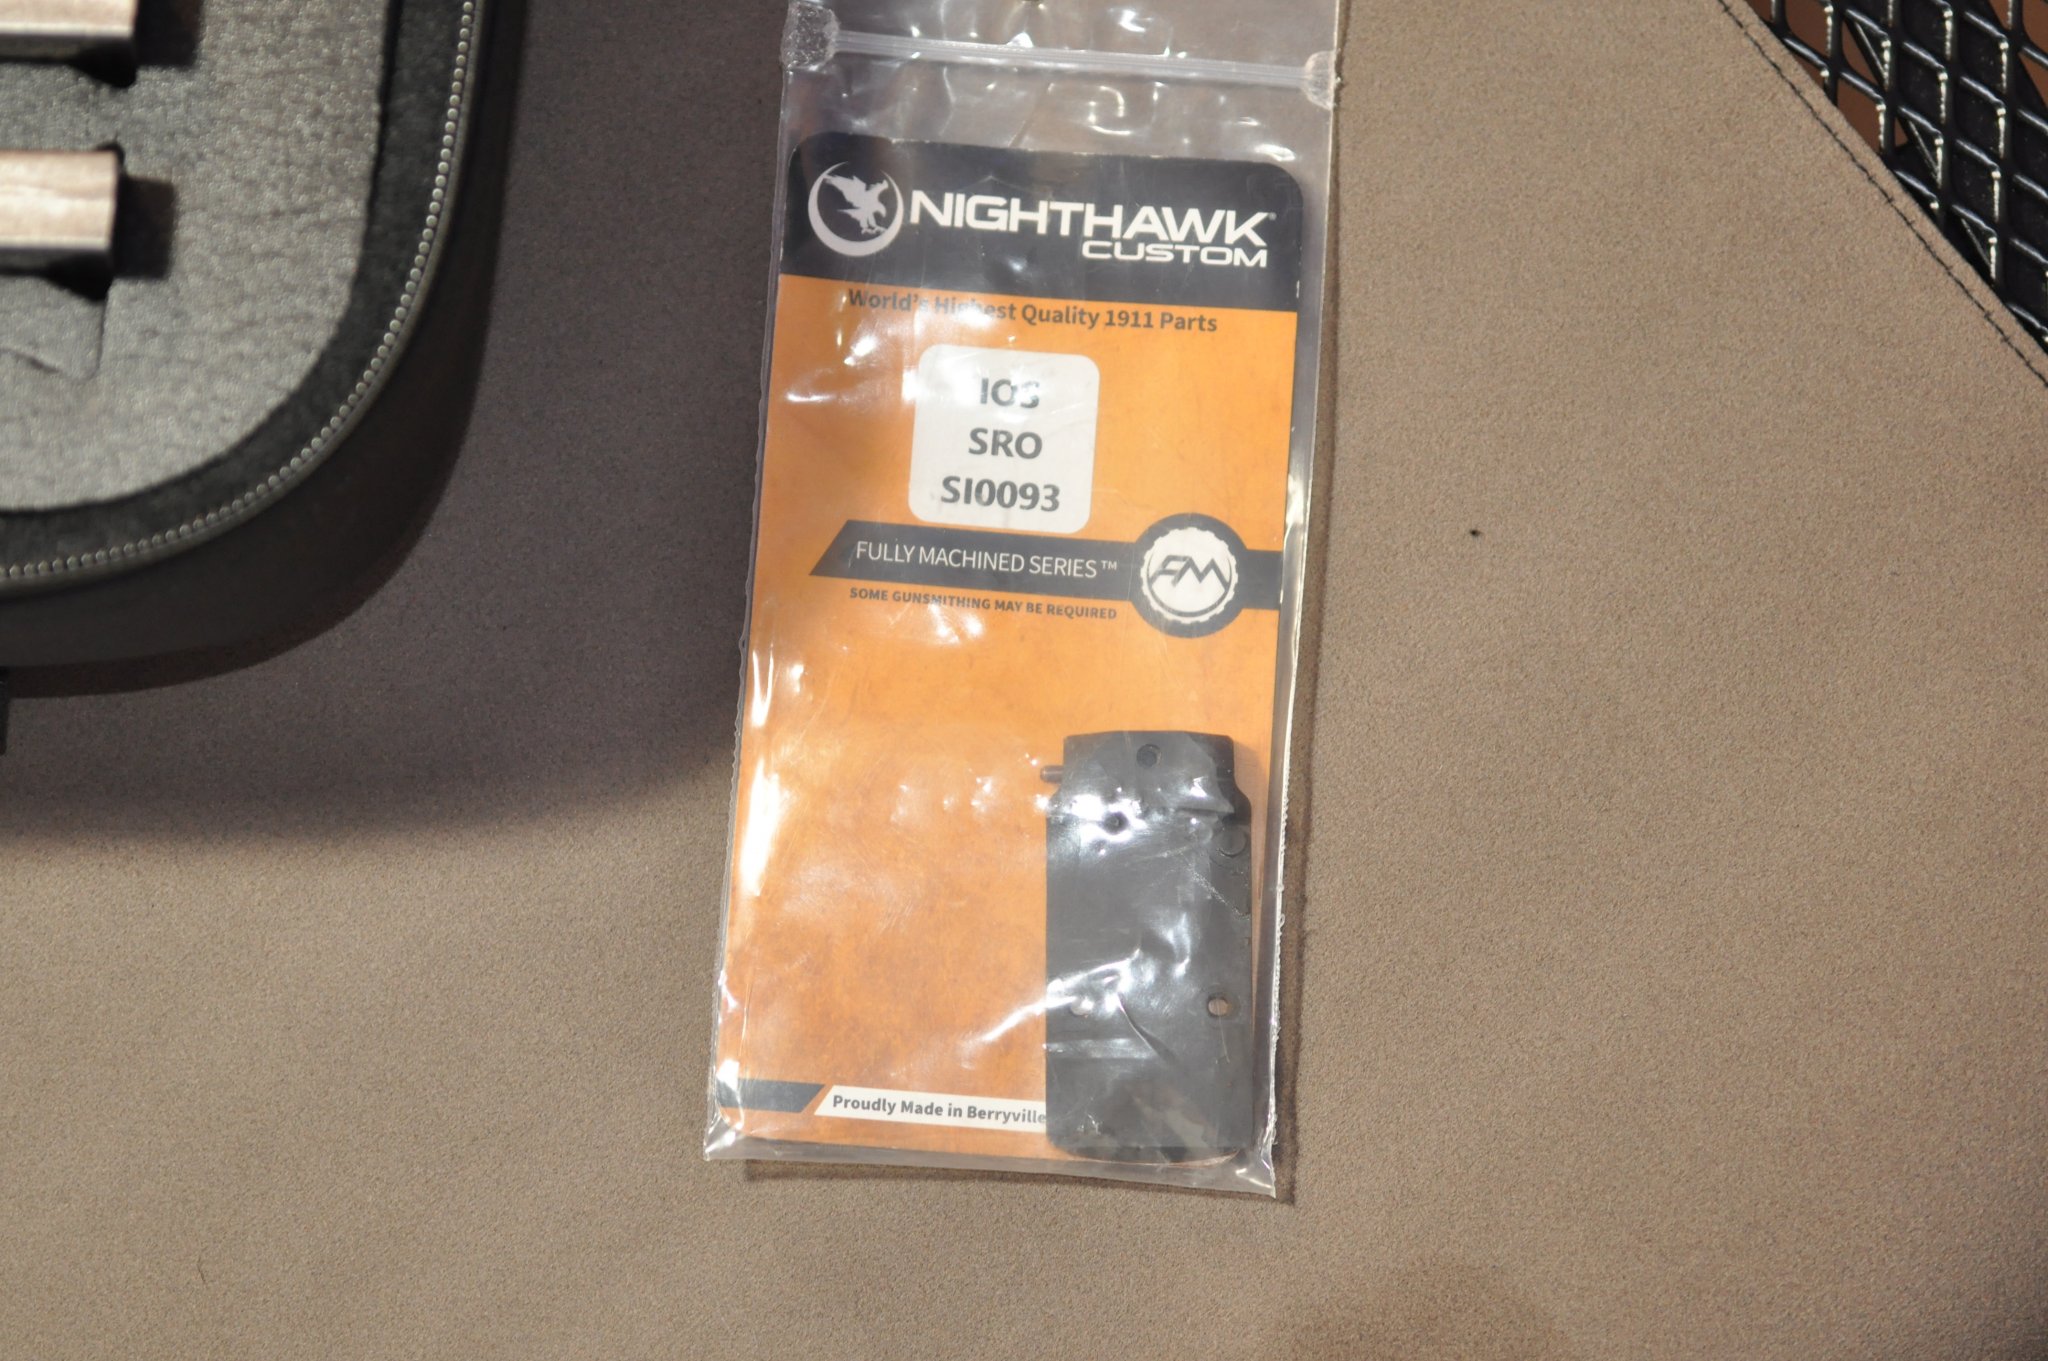 NIGHTHAWK®
CUSTOM
World's Highest Quality 1911 Parts
IOS
SRO
SI0093
FULLY MACHINED SERIES™
FM
SOME GUNSMITHING MAY BE REQUIRED
Proudly Made in Berryville